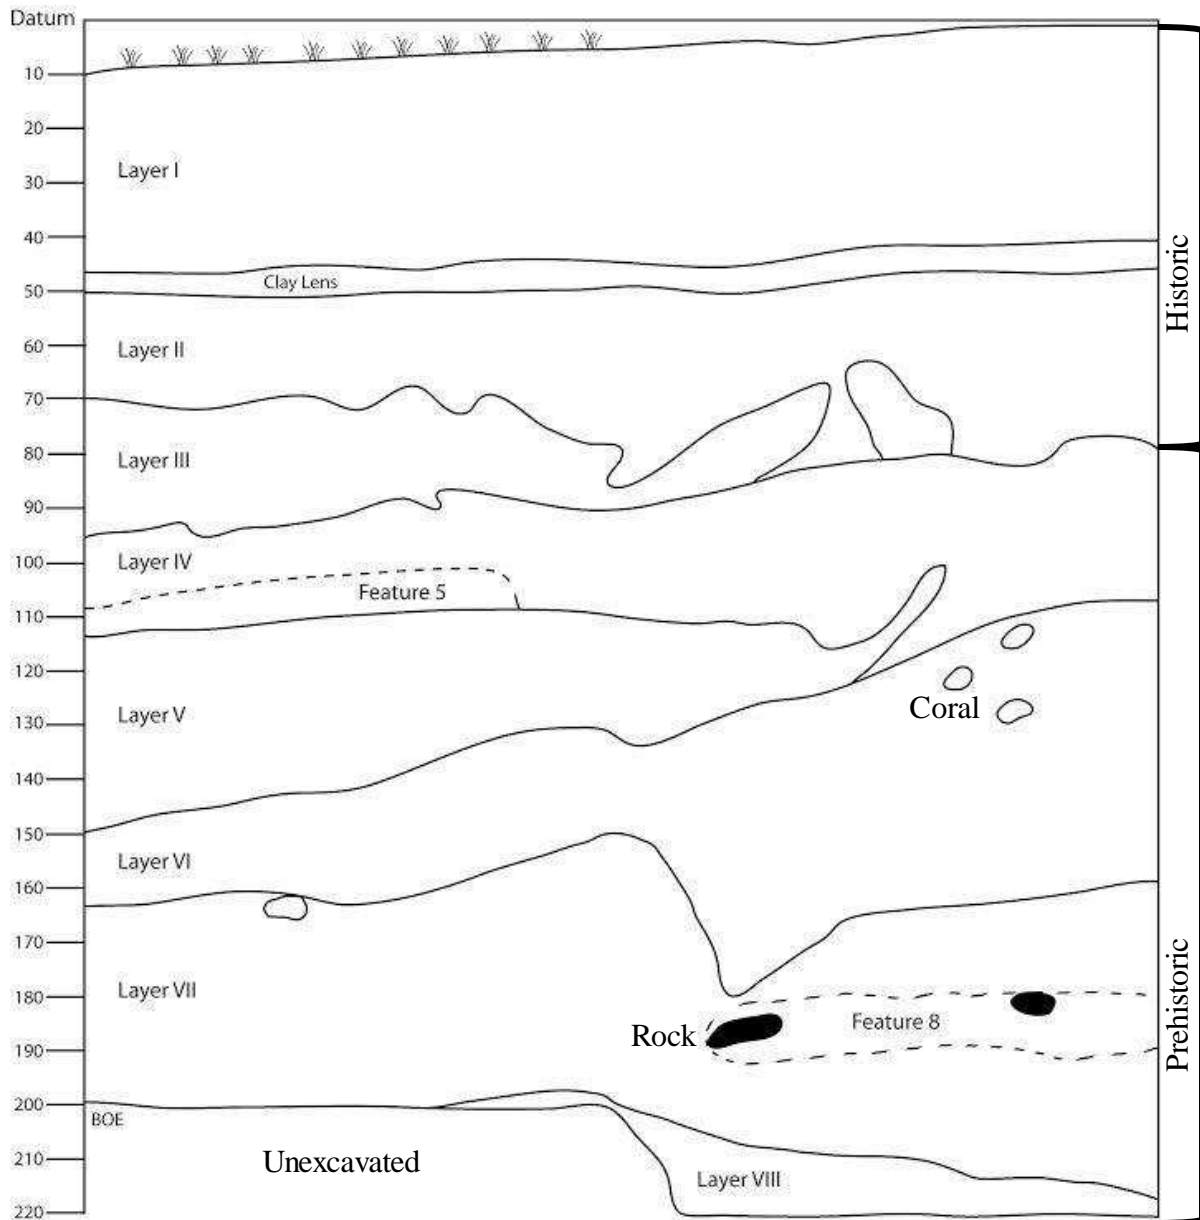 Datum
10
20
Layer I
30
40
Clay Lens
50
Historic
Layer II
60
70
Layer III
80
90
Layer IV
100
Feature 5
110
120
Coral
Layer V
130
140
150
Layer VI
160
170
Layer VII
180
Feature 8
Rock
190
Prehistoric
200
BOE
Unexcavated
210
Layer VIII
220